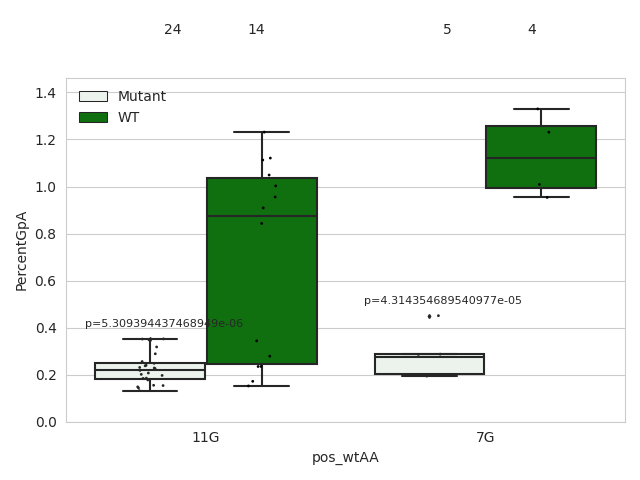 24 14 5 4
1.4
1.2
1.0
0.8
0.6
0.4
0.2
0.0
PercentGpA
Mutant
WT
p=5.309394437468949e-06
p=4.314354689540977e-05
11G 7G
pos_wtAA